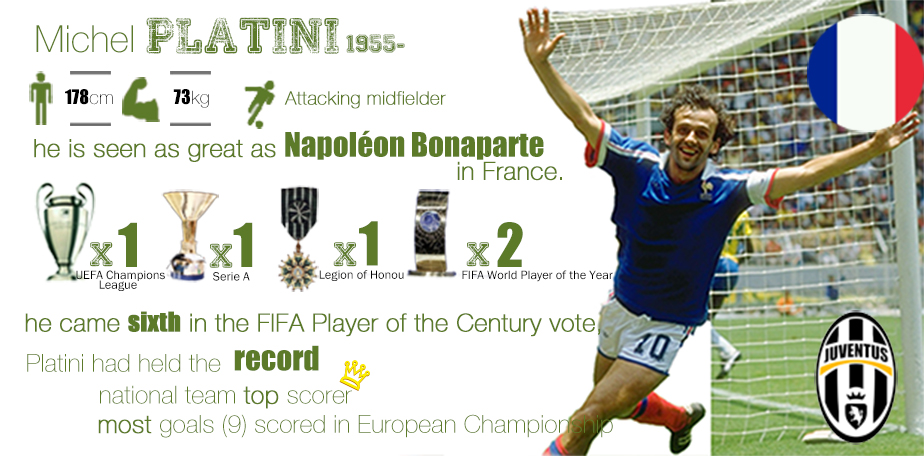 Michel PLATINI 1955-
178cm 73kg Attacking midfielder
he is seen as great as Napoléon Bonaparte
in France.
x1 x1 x1 x2
UEFA Champions
League
Serie A
Legion of Honou
FIFA World Player of the Year
he came sixth in the FIFA Player of the Century vote,
Platini had held the record
national team top scorer
most goals (9) scored in European Championship
10
JUVENTUS